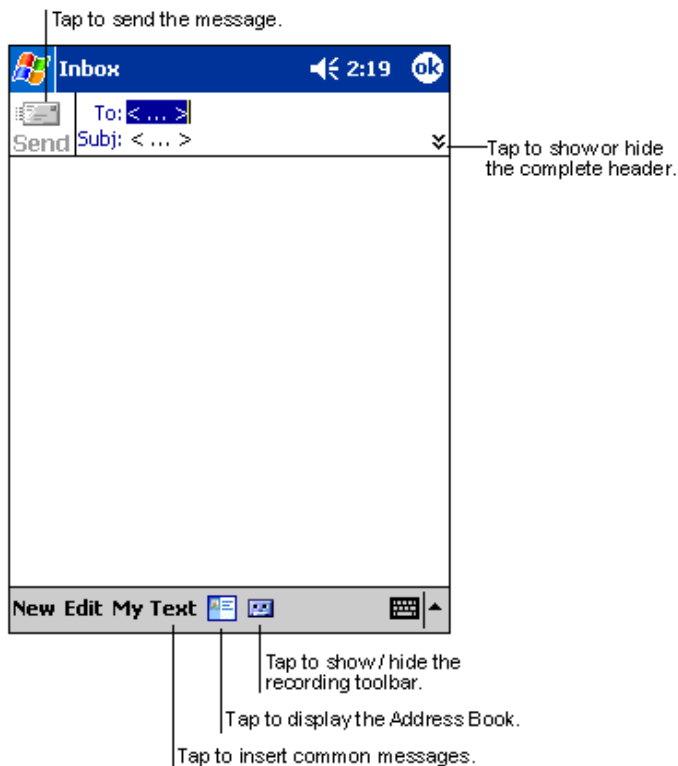 Tap to send the message.
Inbox 2:19 ok
To: < ... >
Send Subj: < ... >
Tap to show or hide
the complete header.
New Edit My Text
Tap to show / hide the
recording toolbar.
Tap to display the Address Book.
Tap to insert common messages.